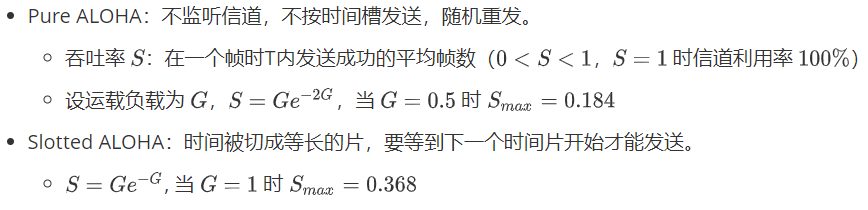 • Pure ALOHA：不监听信道，不按时间槽发送，随机重发。
○ 吞吐率 S：在一个帧时T内发送成功的平均帧数（0 < S < 1，S = 1 时信道利用率 100%）
○ 设运载负载为 G，S = Ge^{-2G}，当 G = 0.5 时 S_{max} = 0.184
• Slotted ALOHA：时间被切成等长的片，要等到下一个时间片开始才能发送。
○ S = Ge^{-G}, 当 G = 1 时 S_{max} = 0.368